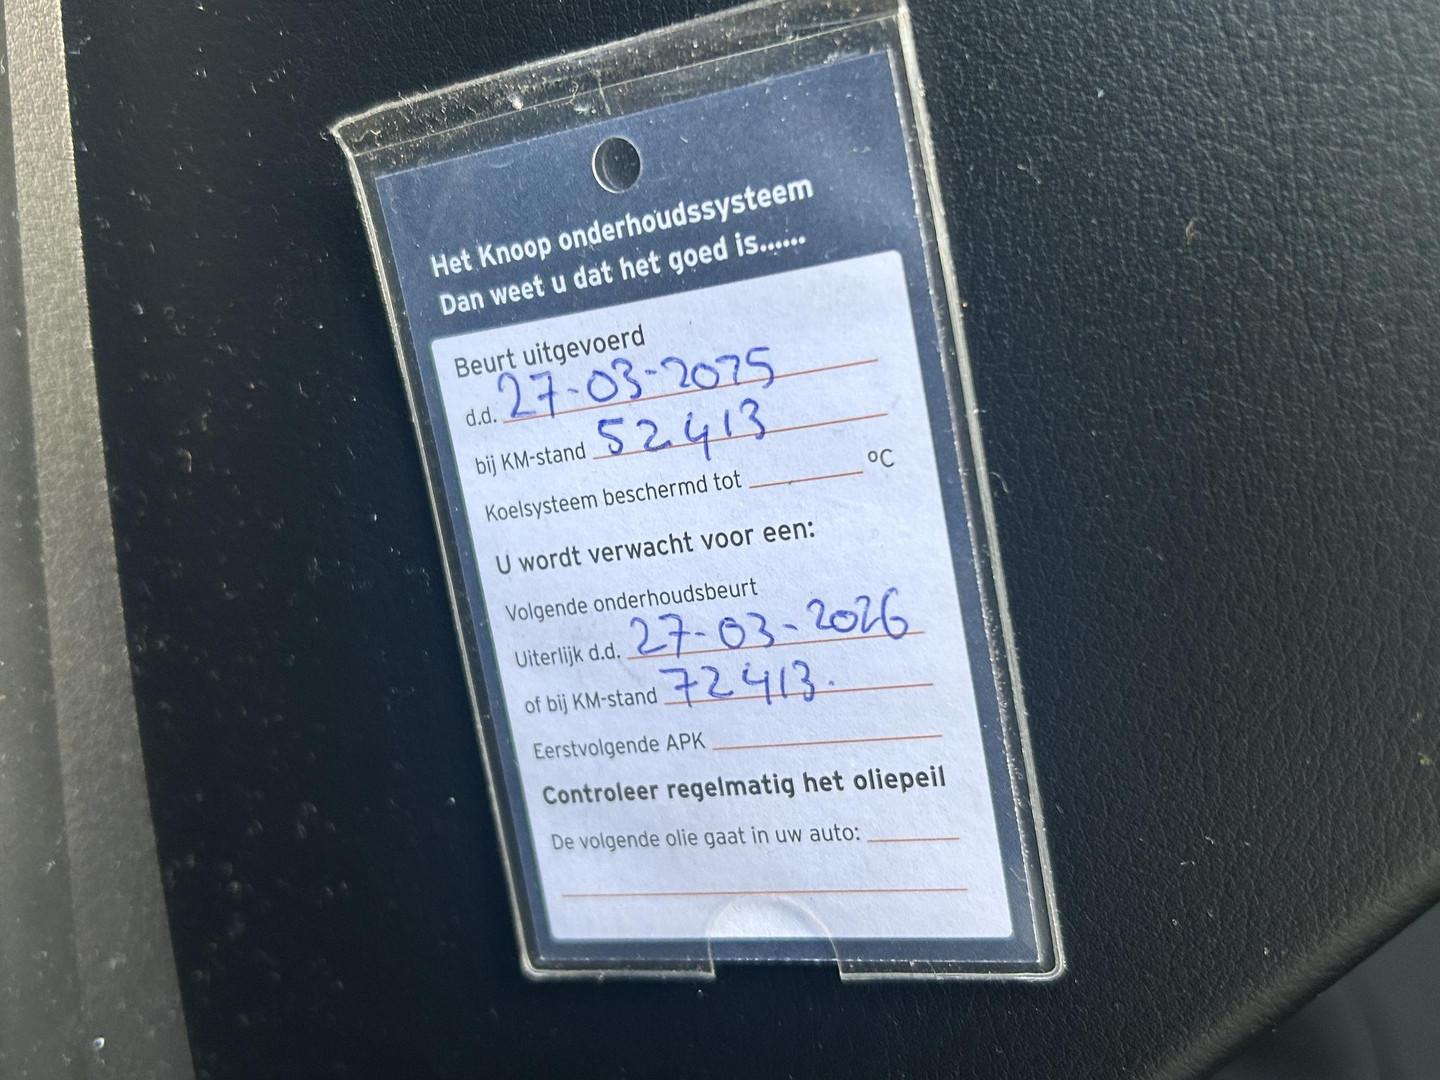 Het Knoop onderhoudssysteem
Dan weet u dat het goed is......
Beurt uitgevoerd
d.d. 27-03-2025
bij KM-stand 52413
Koelsysteem beschermd tot °C
U wordt verwacht voor een:
Volgende onderhoudsbeurt
Uiterlijk d.d. 27-03-2026
of bij KM-stand 72413.
Eerstvolgende APK
Controleer regelmatig het oliepeil
De volgende olie gaat in uw auto: